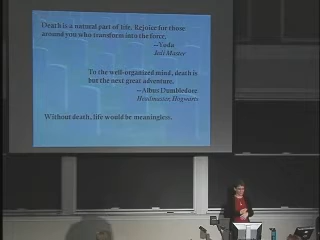 Death is a natural part of life. Rejoice for those
around you who transform into the force.
--Yoda
Jedi Master
To the well-organized mind, death is
but the next great adventure.
--Albus Dumbledore
Headmaster, Hogwarts
Without death, life would be meaningless.